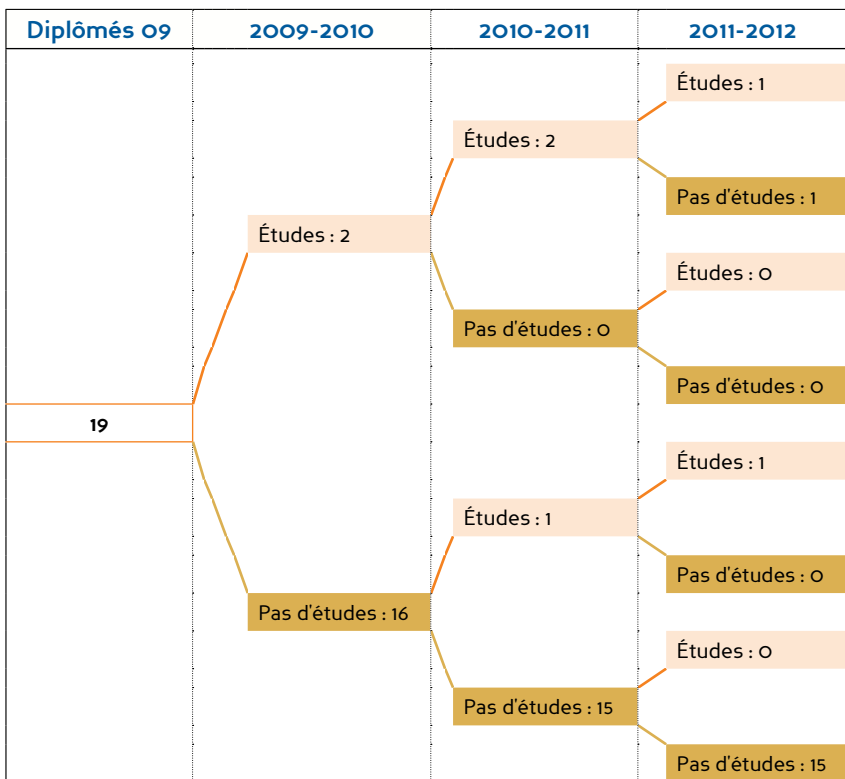 Diplômés 09 2009-2010 2010-2011 2011-2012
Études : 1
Études : 2
Pas d'études : 1
Études : 2
Études : 0
Pas d'études : 0
Pas d'études : 0
19
Études : 1
Études : 1
Pas d'études : 0
Pas d'études : 16
Études : 0
Pas d'études : 15
Pas d'études : 15